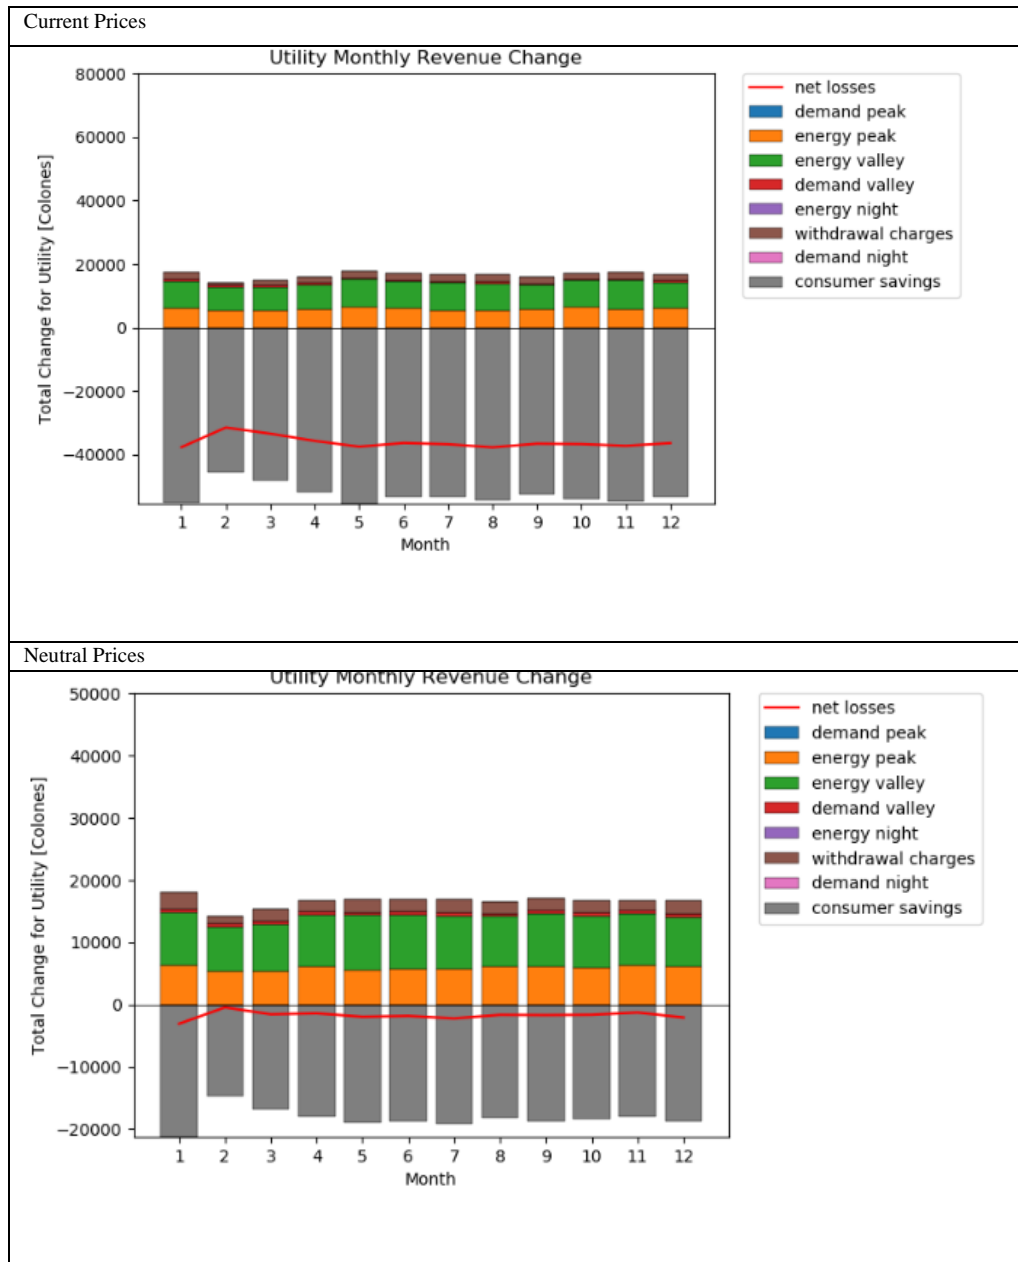 Current Prices
Utility Monthly Revenue Change
80000
60000
40000
20000
0
−20000
−40000
Total Change for Utility [Colones]
1 2 3 4 5 6 7 8 9 10 11 12
Month
net losses
demand peak
energy peak
energy valley
demand valley
energy night
withdrawal charges
demand night
consumer savings
Neutral Prices
Utility Monthly Revenue Change
50000
40000
30000
20000
10000
0
−10000
−20000
Total Change for Utility [Colones]
1 2 3 4 5 6 7 8 9 10 11 12
Month
net losses
demand peak
energy peak
energy valley
demand valley
energy night
withdrawal charges
demand night
consumer savings